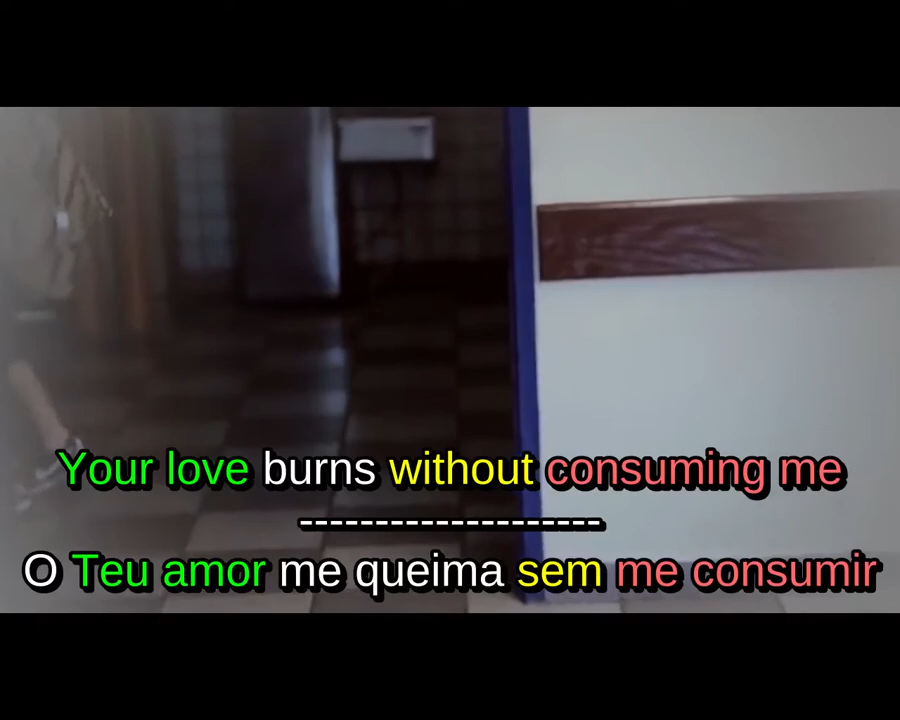 Your love burns without consuming me
--------------------
O Teu amor me queima sem me consumir